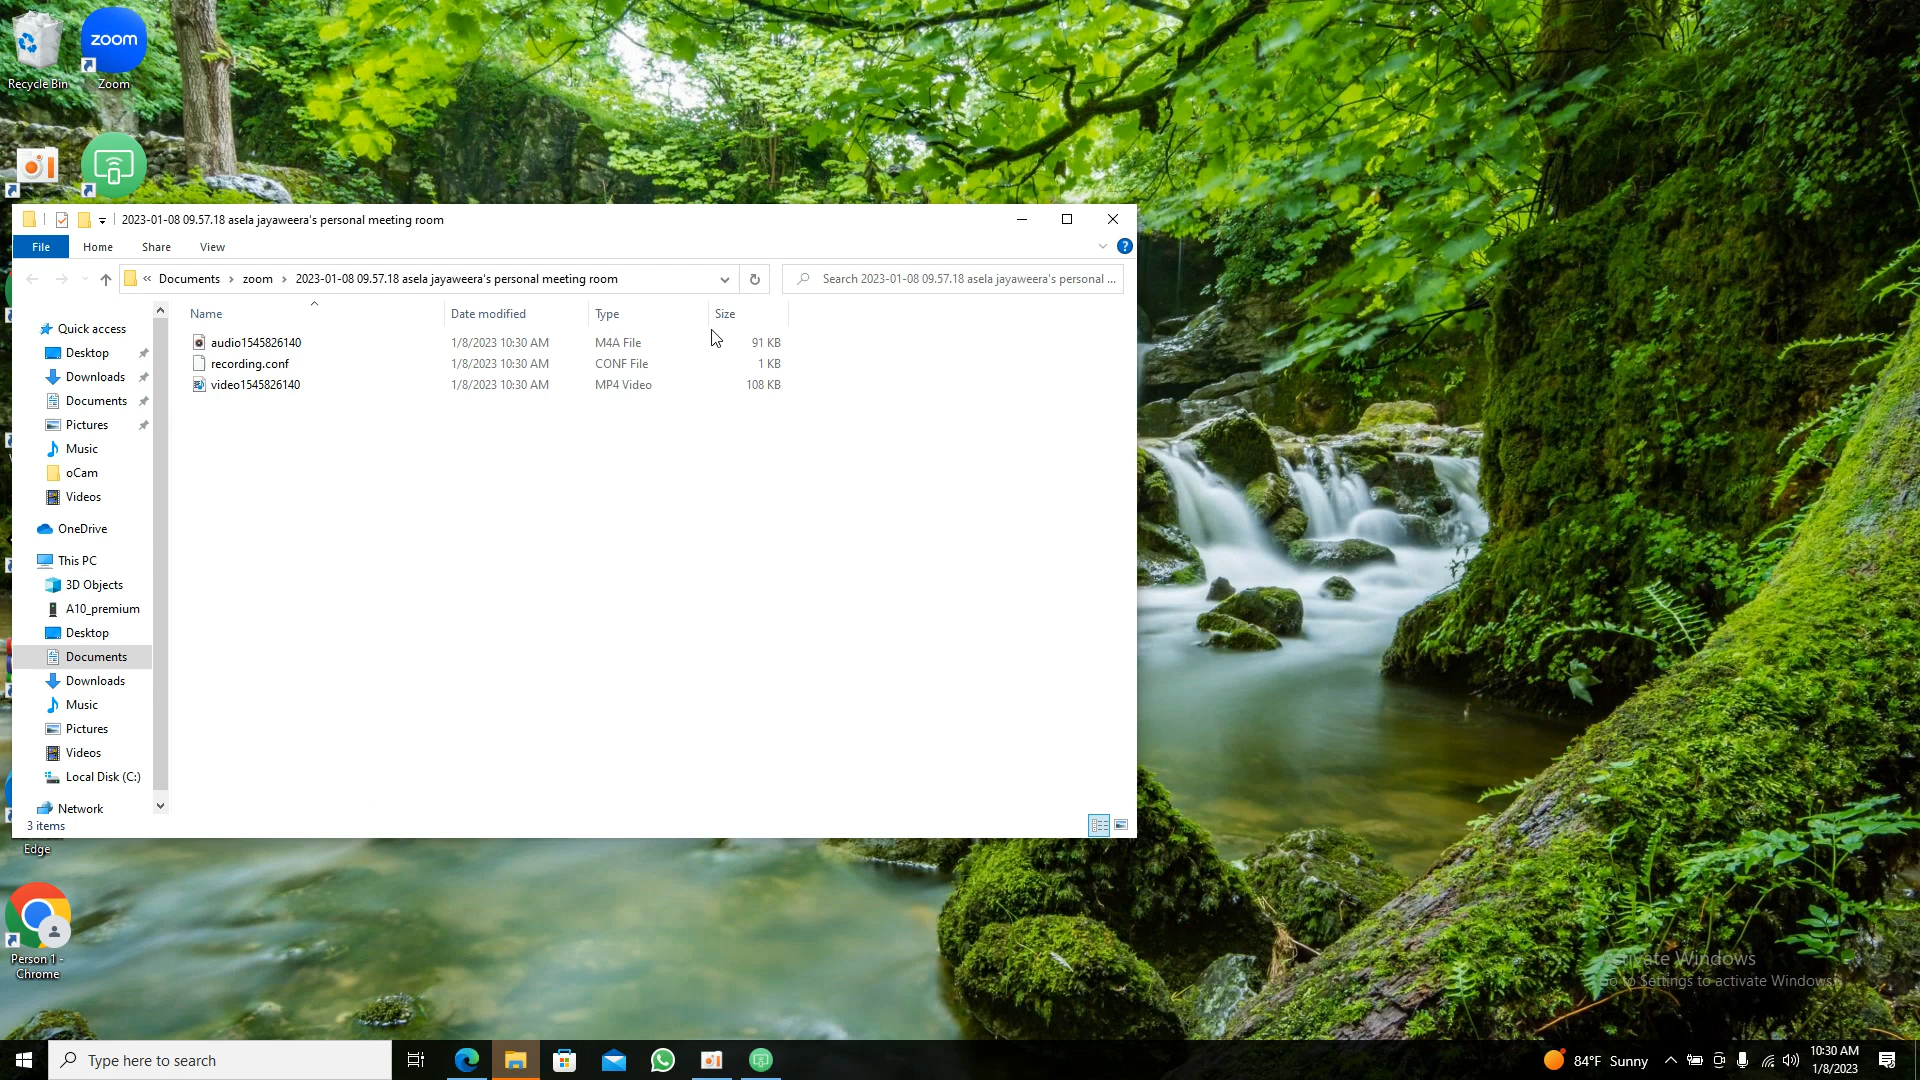 Recycle Bin
zoom
Zoom
2023-01-08 09.57.18 asela jayaweera's personal meeting room
File Home Share View
« Documents › zoom › 2023-01-08 09.57.18 asela jayaweera's personal meeting room
Search 2023-01-08 09.57.18 asela jayaweera's personal ...
Name Date modified Type Size
audio1545826140 1/8/2023 10:30 AM M4A File 91 KB
recording.conf 1/8/2023 10:30 AM CONF File 1 KB
video1545826140 1/8/2023 10:30 AM MP4 Video 108 KB
Quick access
Desktop
Downloads
Documents
Pictures
Music
oCam
Videos
OneDrive
This PC
3D Objects
A10_premium
Desktop
Documents
Downloads
Music
Pictures
Videos
Local Disk (C:)
Network
3 items
Edge
Person 1 -
Chrome
Activate Windows
Go to Settings to activate Windows.
Type here to search
84°F Sunny
10:30 AM
1/8/2023